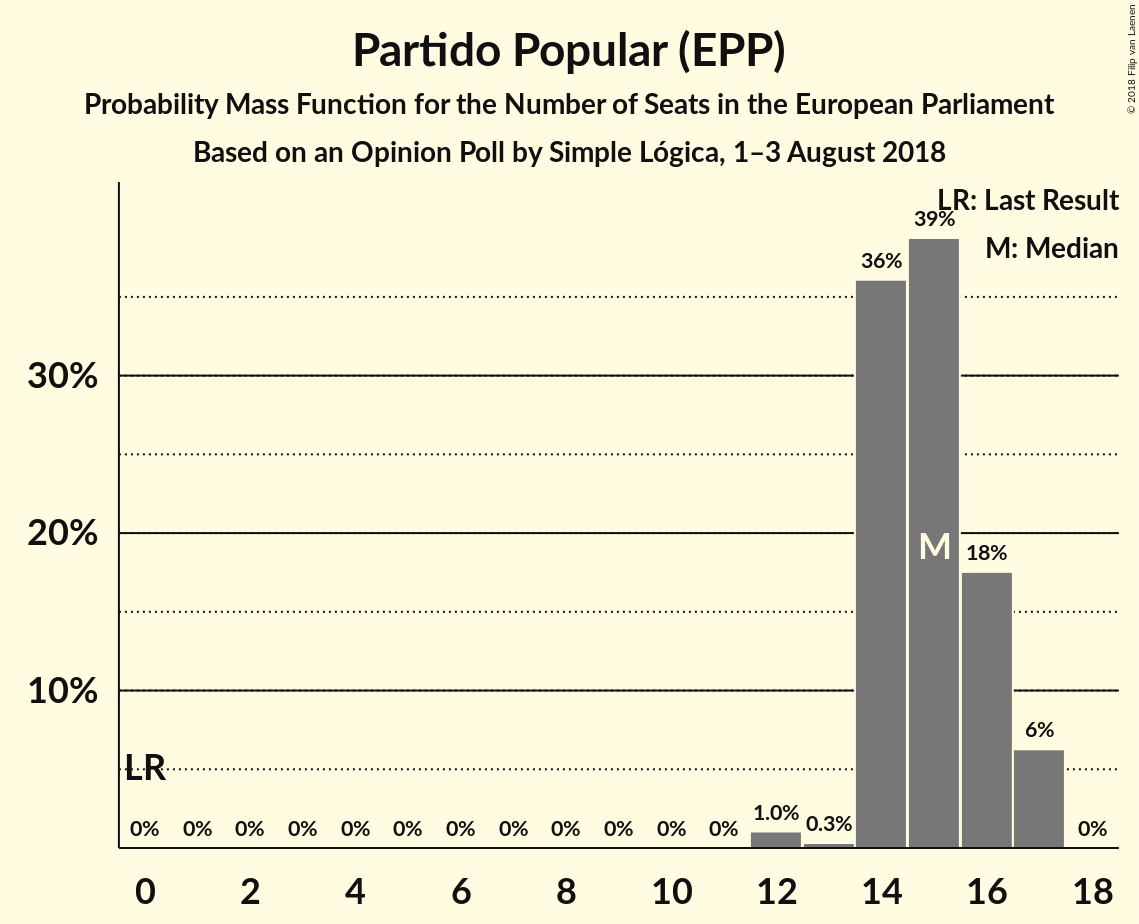 Partido Popular (EPP)
Probability Mass Function for the Number of Seats in the European Parliament
Based on an Opinion Poll by Simple Lógica, 1–3 August 2018
© 2018 Filip van Laenen
LR: Last Result
M: Median
39%
36%
30%
20%
M
18%
10%
6%
LR
0% 0% 0% 0% 0% 0% 0% 0% 0% 0% 0% 0% 1.0% 0.3% 0%
0 2 4 6 8 10 12 14 16 18